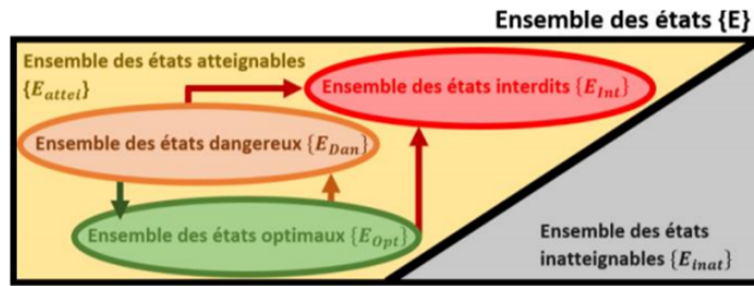 Ensemble des états {E}
Ensemble des états atteignables
{E_attei}
Ensemble des états interdits {E_Int}
Ensemble des états dangereux {E_Dan}
Ensemble des états optimaux {E_Opt}
Ensemble des états
inatteignables {E_inat}